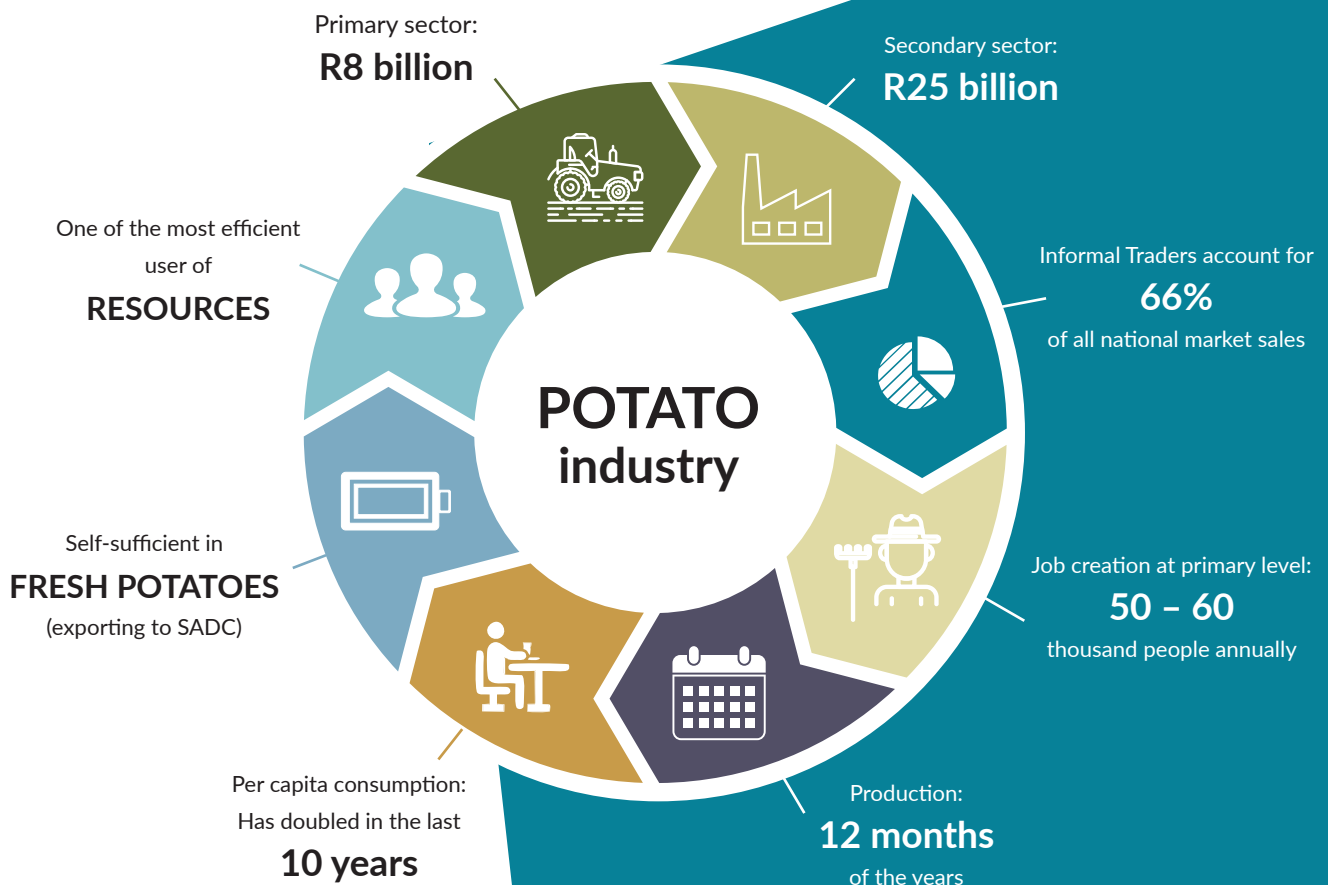 Primary sector:
R8 billion
Secondary sector:
R25 billion
Informal Traders account for
66%
of all national market sales
Job creation at primary level:
50 – 60
thousand people annually
Production:
12 months
of the years
Per capita consumption:
Has doubled in the last
10 years
Self-sufficient in
FRESH POTATOES
(exporting to SADC)
One of the most efficient
user of
RESOURCES
POTATO
industry